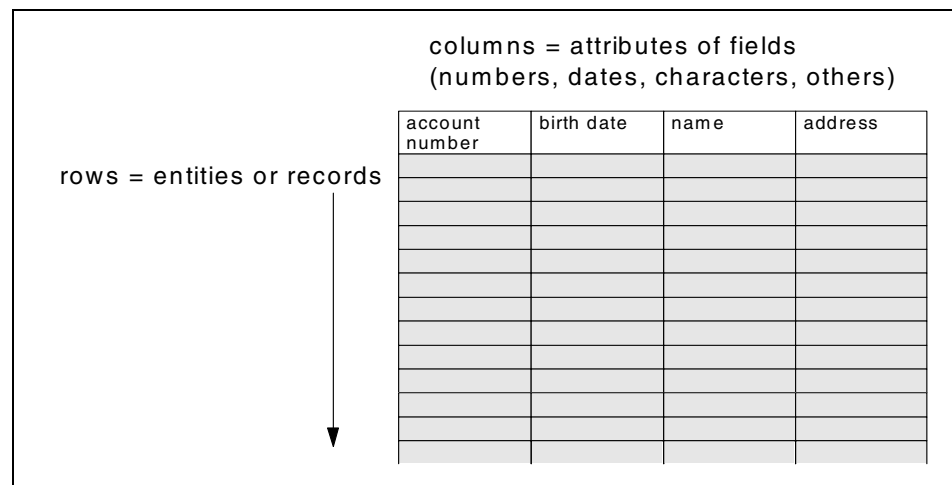 columns = attributes of fields
(numbers, dates, characters, others)
account number
birth date
name
address
rows = entities or records